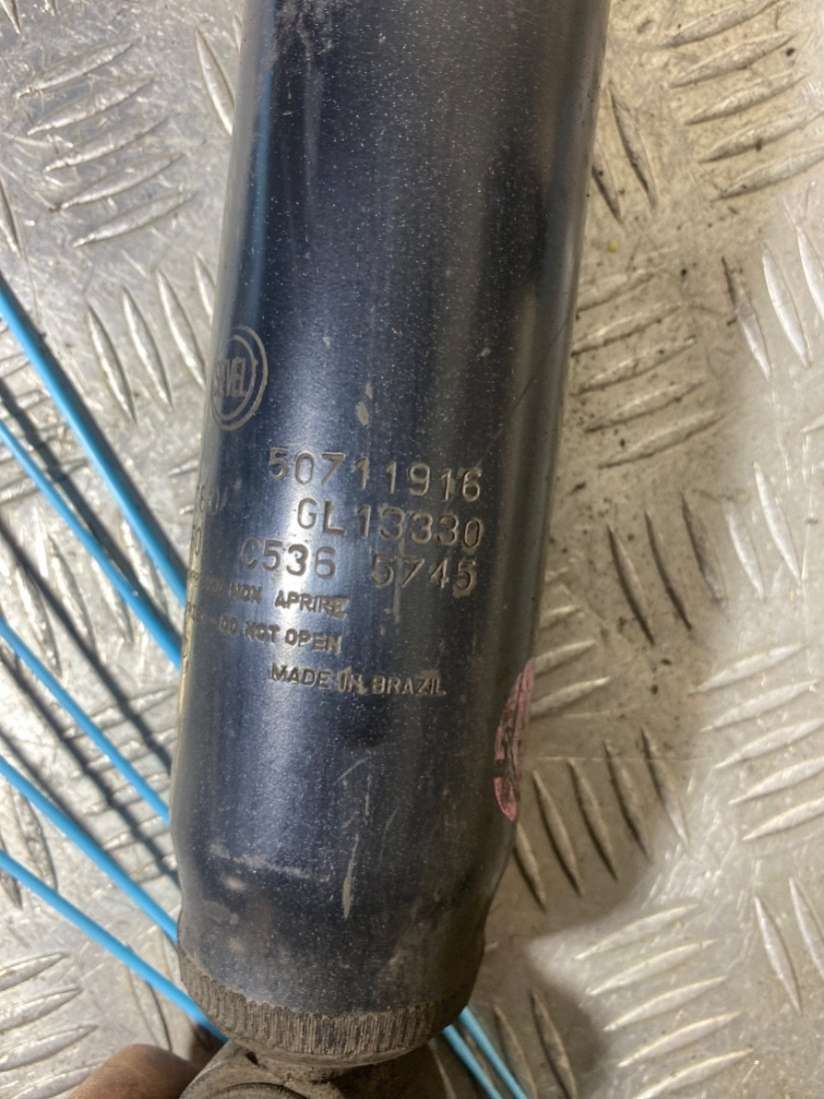 50711916
GL13330
C536 5745
NON APRIRE
DO NOT OPEN
MADE IN BRAZIL